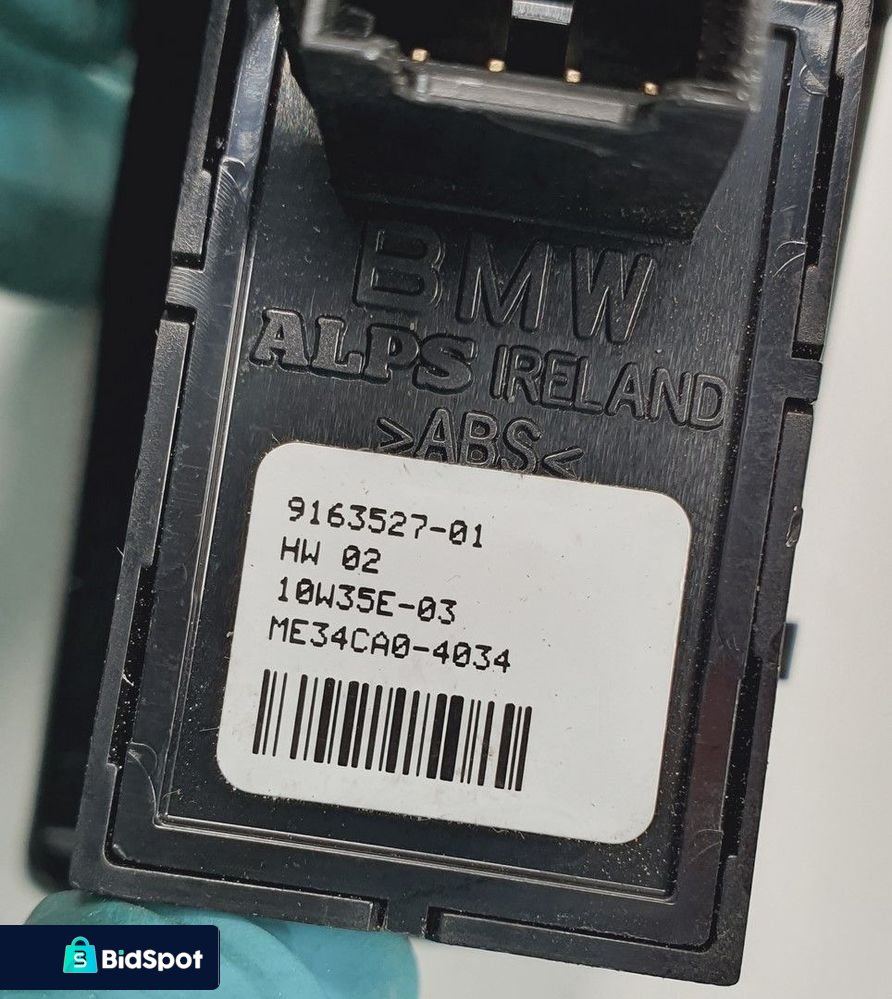 BMW
ALPS IRELAND
>ABS<
9163527-01
HW 02
10W35E-03
ME34CA0-4034
BidSpot